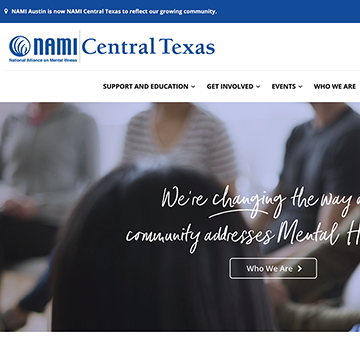 NAMI Austin is now NAMI Central Texas to reflect our growing community.
NAMI Central Texas
National Alliance on Mental Illness
SUPPORT AND EDUCATION GET INVOLVED EVENTS WHO WE ARE
We're changing the way
community addresses Mental H
Who We Are